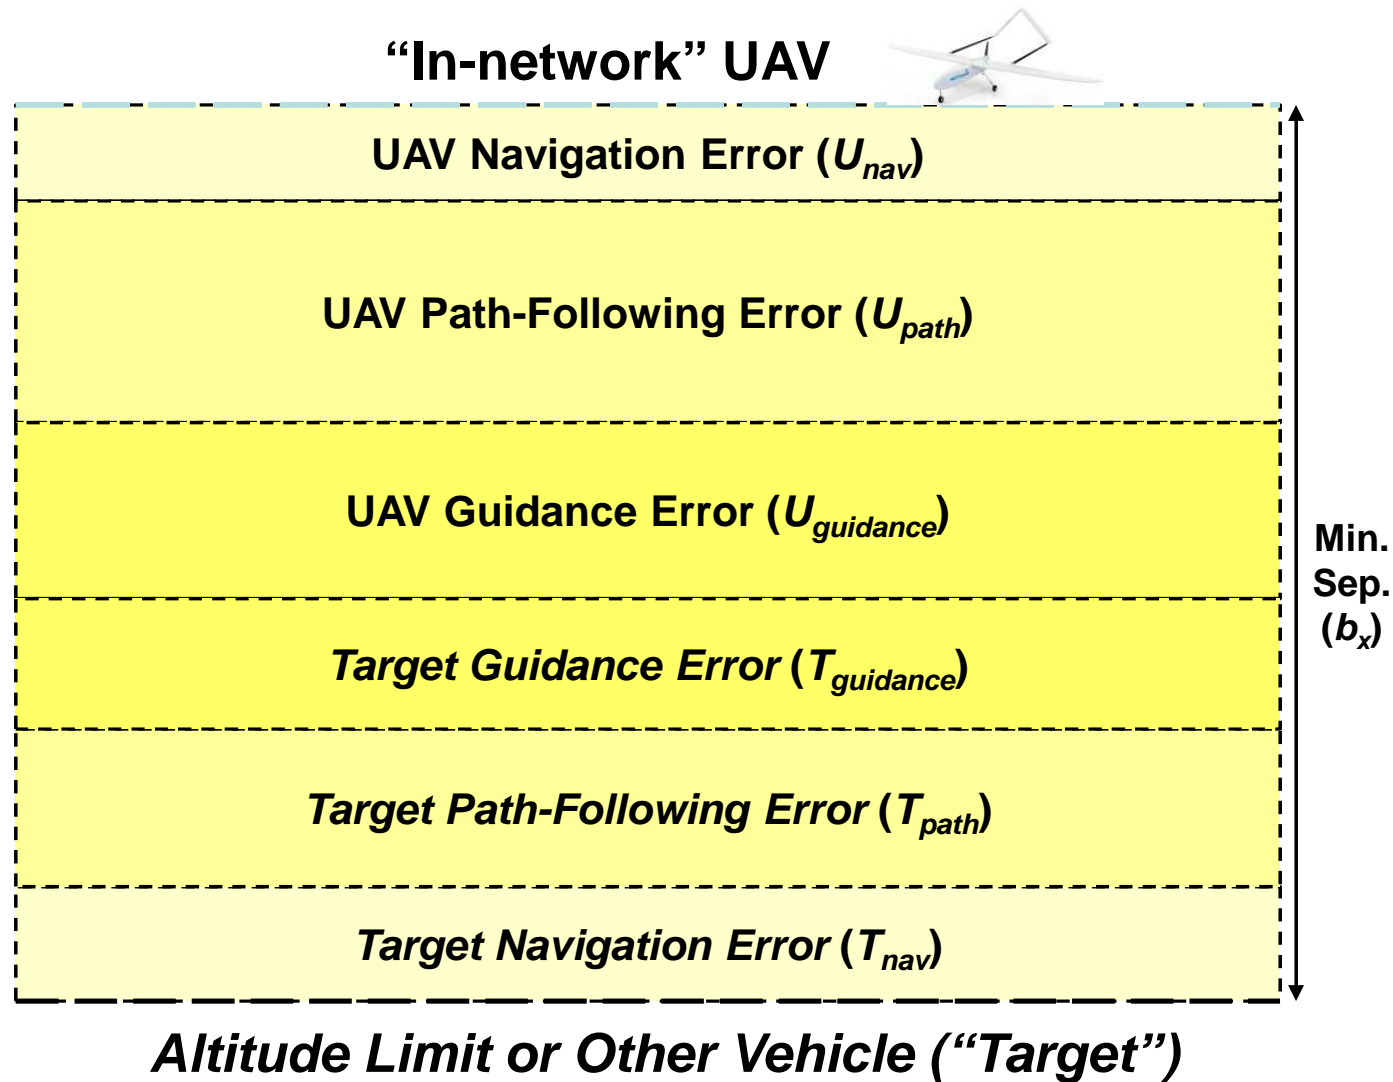 “In-network” UAV
UAV Navigation Error (Unav)
UAV Path-Following Error (Upath)
UAV Guidance Error (Uguidance)
Target Guidance Error (Tguidance)
Target Path-Following Error (Tpath)
Target Navigation Error (Tnav)
Min.
Sep.
(bx)
Altitude Limit or Other Vehicle (“Target”)